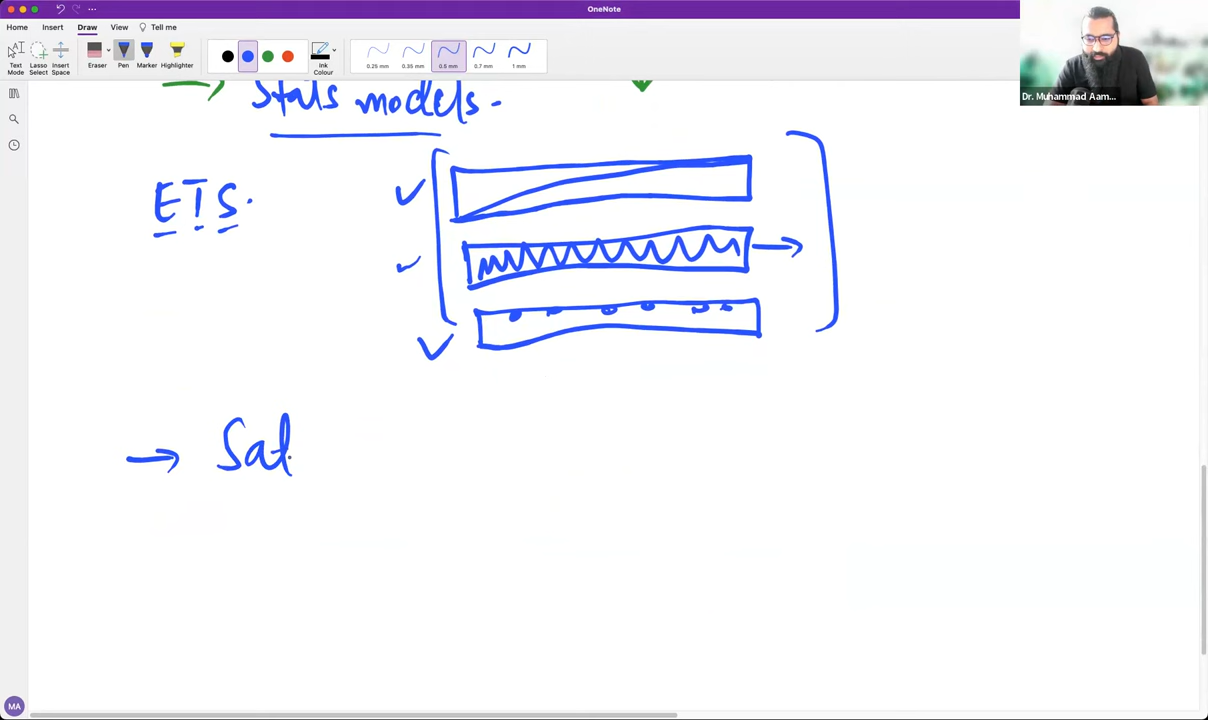 OneNote
Home Insert Draw View Tell me
Text Mode Lasso Select Insert Space Eraser Pen Marker Highlighter Ink Colour 0.25 mm 0.35 mm 0.5 mm 0.7 mm 1 mm
Dr. Muhammad Aam...
Stats models.
ETS.
→ Sal
MA